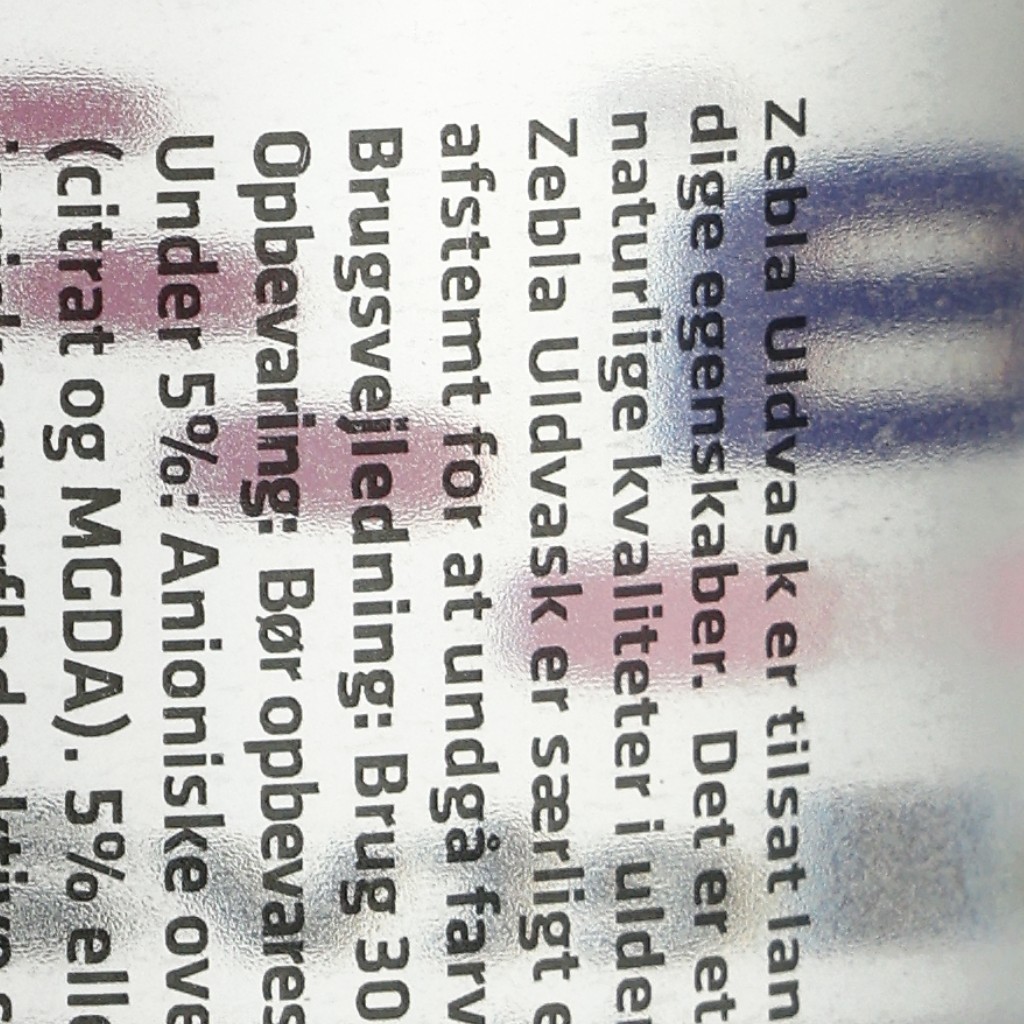 Zebla Uldvask er tilsat lan
dige egenskaber. Det er et
naturlige kvaliteter i ulde
Zebla Uldvask er særligt e
afstemt for at undgå farv
Brugsvejledning: Brug 30
Opbevaring: Bør opbevares
Under 5%: Anioniske ove
(citrat og MGDA). 5% elle